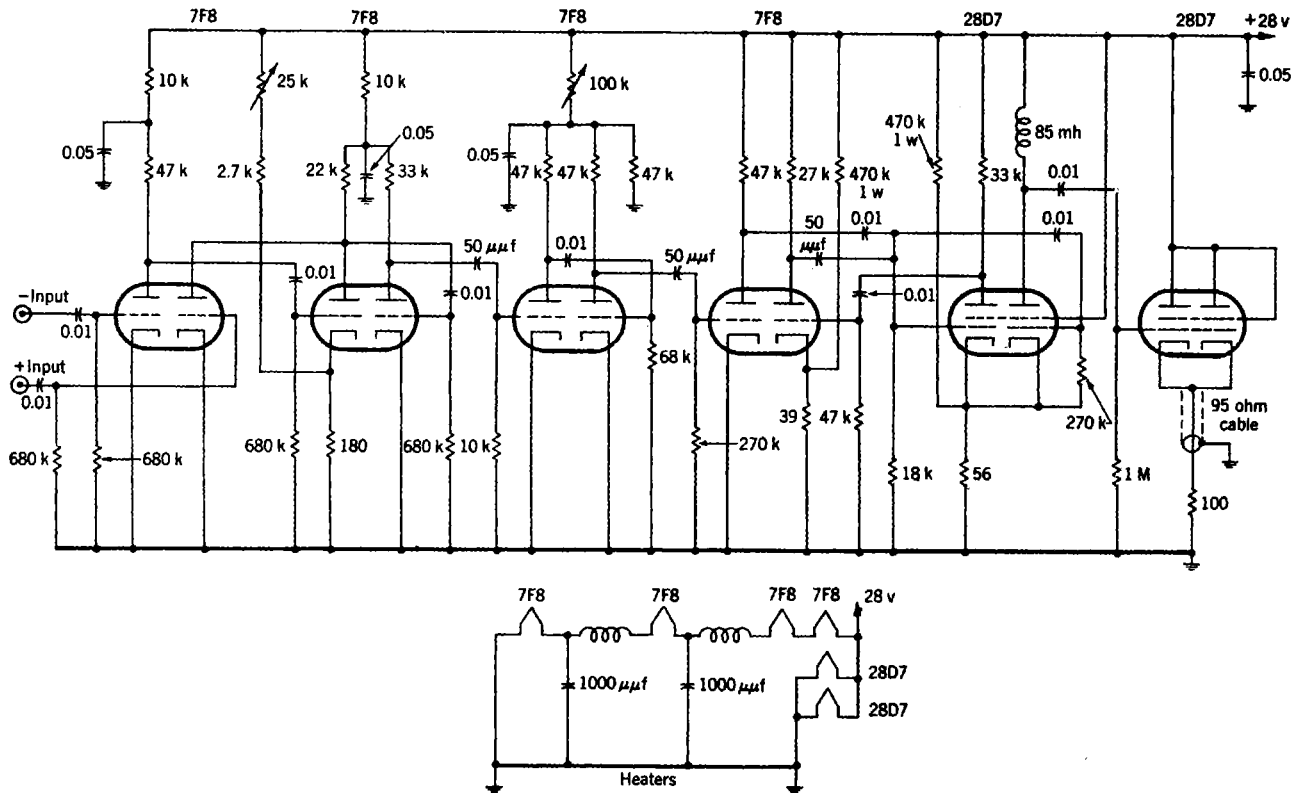 7F8
7F8
7F8
7F8
28D7
28D7
+28 v
10 k
25 k
10 k
100 k
0.05
0.05
47 k
2.7 k
22 k
0.05
33 k
0.05
47 k
47 k
47 k
47 k
27 k
470 k
1 w
470 k
1 w
33 k
85 mh
0.01
0.01
50 μμf
0.01
0.01
0.01
50 μμf
50
μμf
0.01
0.01
–Input
0.01
+Input
0.01
68 k
39
47 k
270 k
95 ohm
cable
680 k
680 k
680 k
180
680 k
10 k
270 k
18 k
56
1 M
100
7F8
7F8
7F8
7F8
28 v
1000 μμf
1000 μμf
28D7
28D7
Heaters